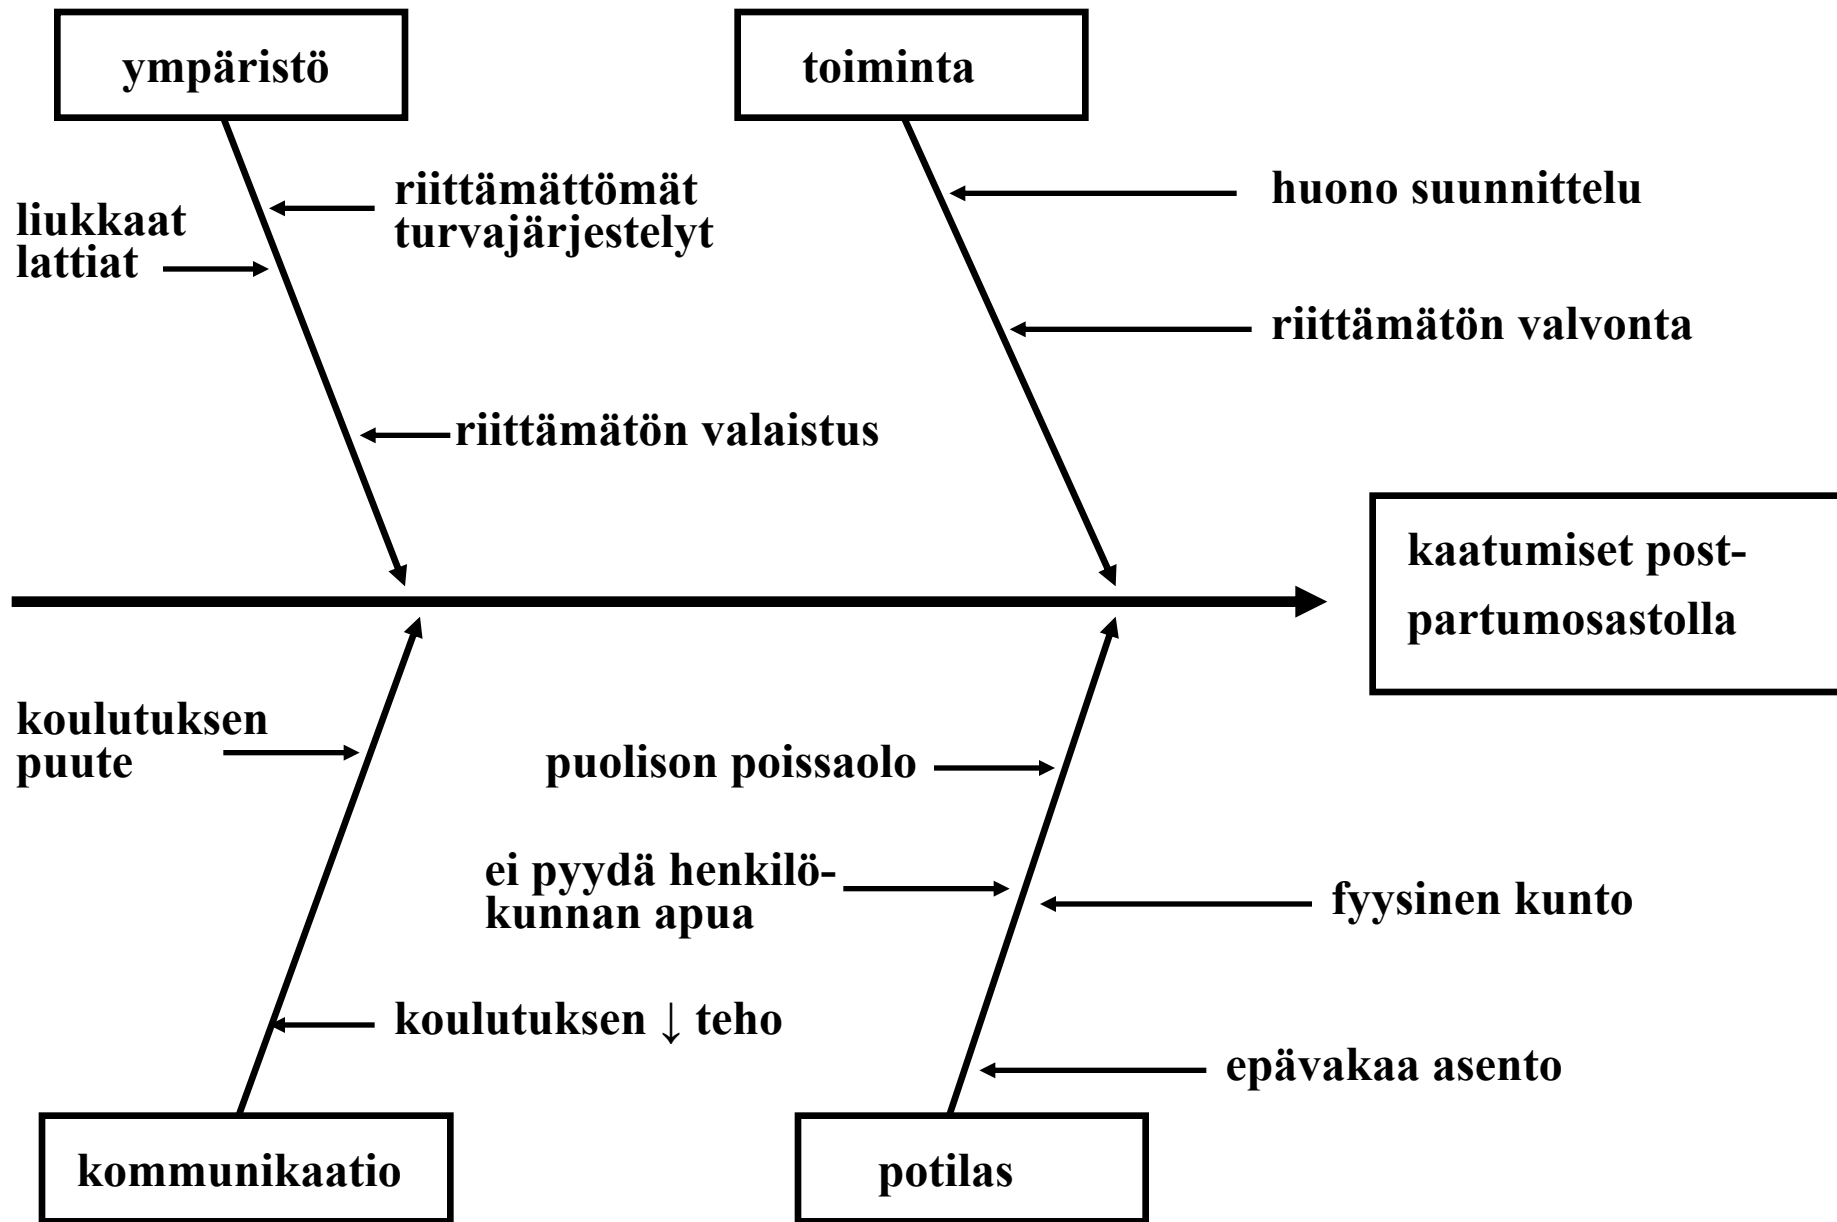 ympäristö
toiminta
liukkaat
lattiat
riittämättömät
turvajärjestelyt
riittämätön valaistus
huono suunnittelu
riittämätön valvonta
kaatumiset post-
partumosastolla
koulutuksen
puute
koulutuksen ↓ teho
puolison poissaolo
ei pyydä henkilö-
kunnan apua
fyysinen kunto
epävakaa asento
kommunikaatio
potilas